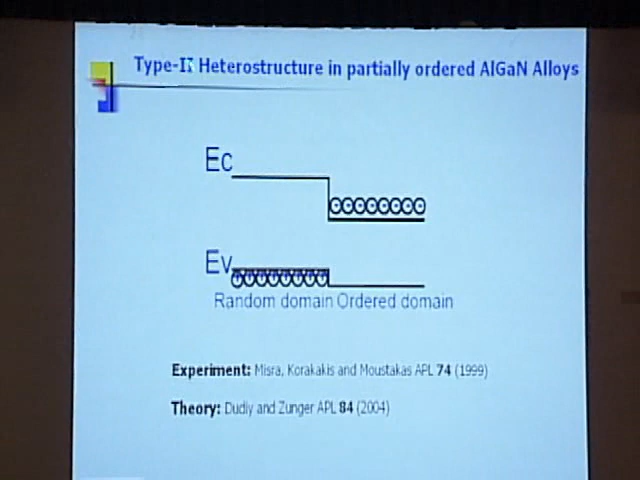 Type-II Heterostructure in partially ordered AlGaN Alloys
Ec
Ev
Random domain Ordered domain
Experiment: Misra, Korakakis and Moustakas APL 74 (1999)
Theory: Dudiy and Zunger APL 84 (2004)